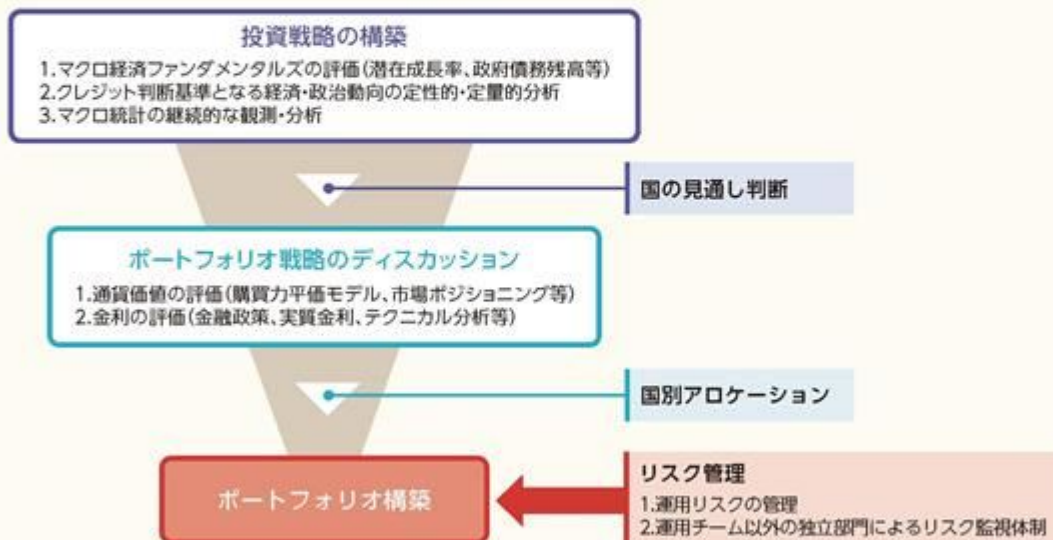 投資戦略の構築
1.マクロ経済ファンダメンタルズの評価(潜在成長率、政府債務残高等)
2.クレジット判断基準となる経済・政治動向の定性的・定量的分析
3.マクロ統計の継続的な観測・分析
国の見通し判断
ポートフォリオ戦略のディスカッション
1.通貨価値の評価(購買力平価モデル、市場ポジショニング等)
2.金利の評価(金融政策、実質金利、テクニカル分析等)
国別アロケーション
ポートフォリオ構築
リスク管理
1.運用リスクの管理
2.運用チーム以外の独立部門によるリスク監視体制